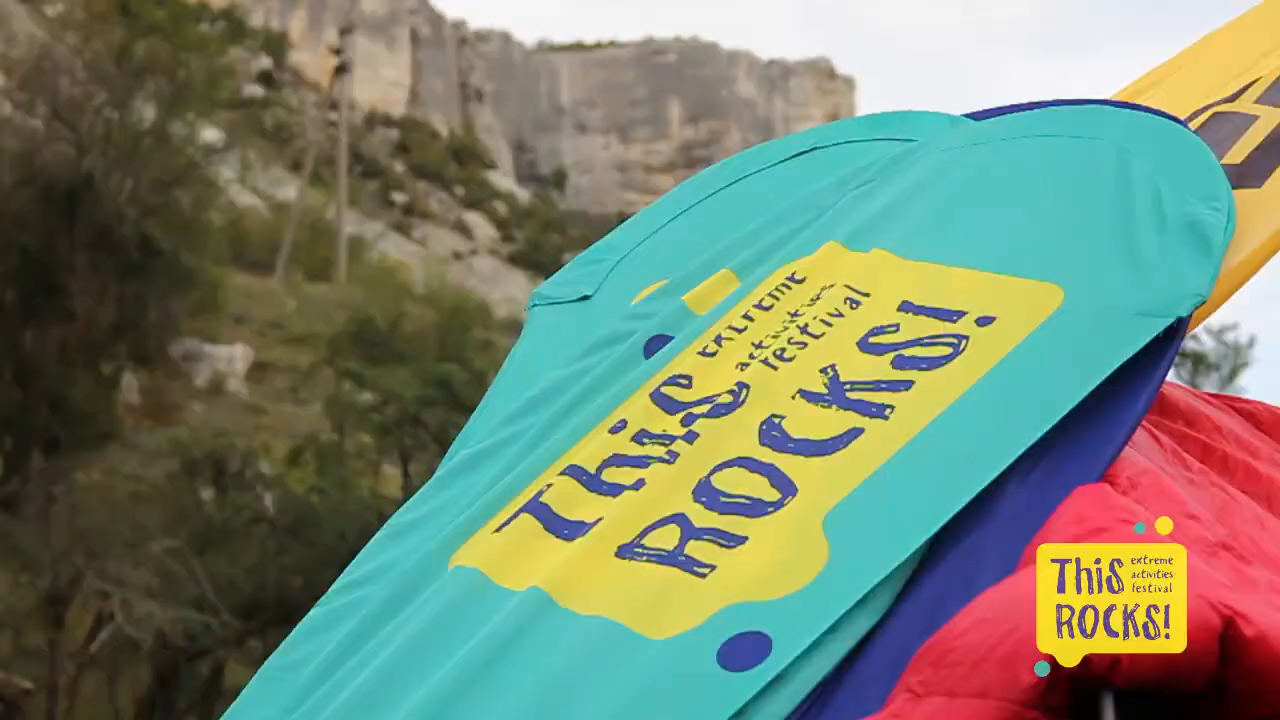 This extreme
activities
festival
ROCKS!
This extreme
activities
festival
ROCKS!